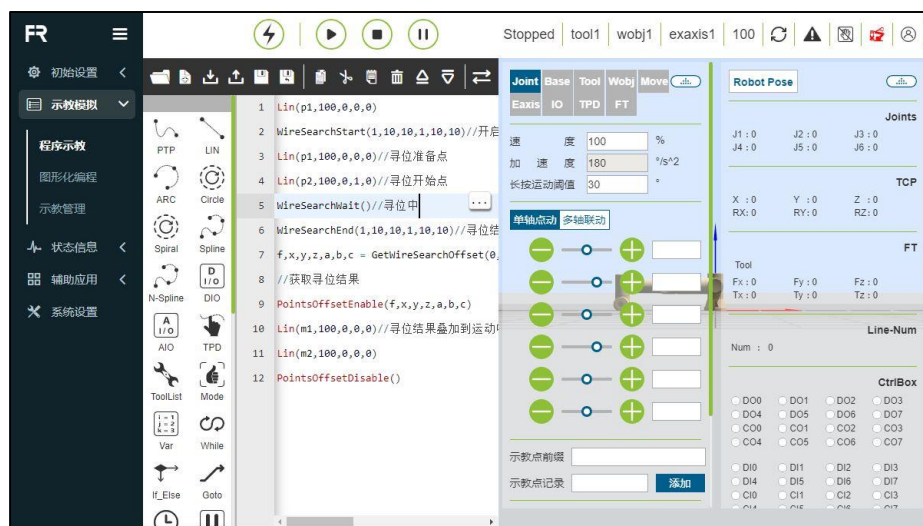 FR
Stopped tool1 wobj1 exaxis1 100
初始设置
示教模拟
程序示教
图形化编程
示教管理
状态信息
辅助应用
系统设置
PTP LIN
ARC Circle
Spiral Spline
N-Spline DIO
AIO TPD
ToolList Mode
Var While
If_Else Goto
1 Lin(p1,100,0,0,0)
2 WireSearchStart(1,10,10,1,10,10)//开启
3 Lin(p1,100,0,0,0)//寻位准备点
4 Lin(p2,100,0,1,0)//寻位开始点
5 WireSearchWait()//寻位中
6 WireSearchEnd(1,10,10,1,10,10)//寻位结
7 f,x,y,z,a,b,c = GetWireSearchOffset(0,
8 //获取寻位结果
9 PointsOffsetEnable(f,x,y,z,a,b,c)
10 Lin(m1,100,0,0,0)//寻位结果叠加到运动
11 Lin(m2,100,0,0,0)
12 PointsOffsetDisable()
Joint Base Tool Wobj Move
Eaxis IO TPD FT
速 度 100 %
加 速 度 180 °/s^2
长按运动阈值 30 °
单轴点动 多轴联动
示教点前缀
示教点记录 添加
Robot Pose
Joints
J1 : 0 J2 : 0 J3 : 0
J4 : 0 J5 : 0 J6 : 0
TCP
X : 0 Y : 0 Z : 0
RX: 0 RY: 0 RZ: 0
FT
Tool
Fx : 0 Fy : 0 Fz : 0
Tx : 0 Ty : 0 Tz : 0
Line-Num
Num : 0
CtrlBox
DO0 DO1 DO2 DO3
DO4 DO5 DO6 DO7
CO0 CO1 CO2 CO3
CO4 CO5 CO6 CO7
DI0 DI1 DI2 DI3
DI4 DI5 DI6 DI7
CI0 CI1 CI2 CI3